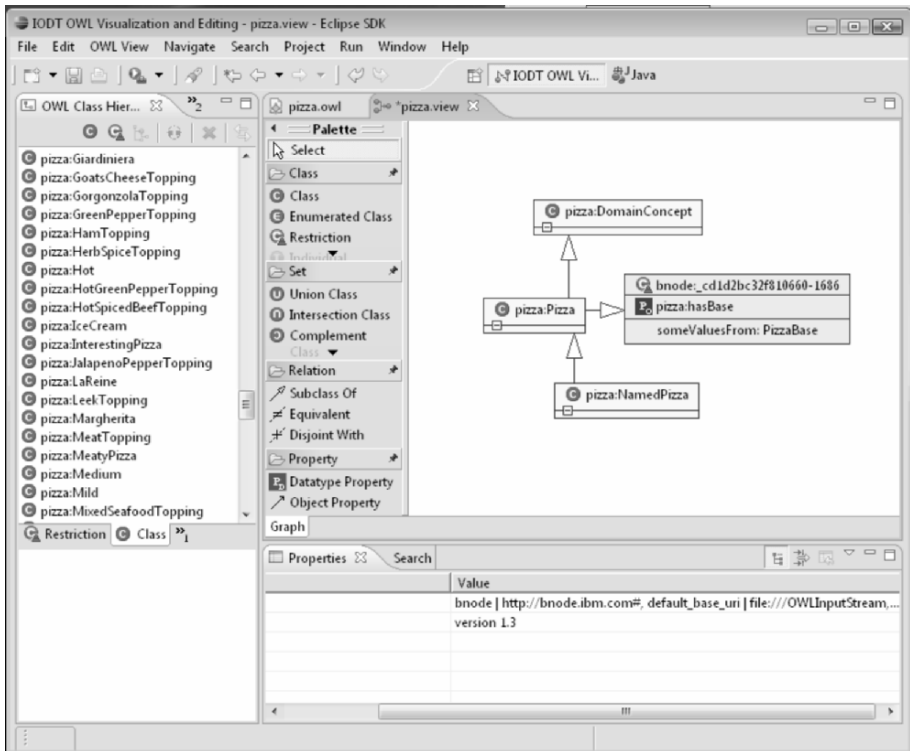 IODT OWL Visualization and Editing - pizza.view - Eclipse SDK
File Edit OWL View Navigate Search Project Run Window Help
IODT OWL Vi... Java
OWL Class Hier... »2
pizza:Giardiniera
pizza:GoatsCheeseTopping
pizza:GorgonzolaTopping
pizza:GreenPepperTopping
pizza:HamTopping
pizza:HerbSpiceTopping
pizza:Hot
pizza:HotGreenPepperTopping
pizza:HotSpicedBeefTopping
pizza:IceCream
pizza:InterestingPizza
pizza:JalapenoPepperTopping
pizza:LaReine
pizza:LeekTopping
pizza:Margherita
pizza:MeatTopping
pizza:MeatyPizza
pizza:Medium
pizza:Mild
pizza:MixedSeafoodTopping
Restriction Class »1
pizza.owl *pizza.view
Palette
Select
Class
Class
Enumerated Class
Restriction
Individual
Set
Union Class
Intersection Class
Complement
Class
Relation
Subclass Of
Equivalent
Disjoint With
Property
Datatype Property
Object Property
Graph
pizza:DomainConcept
pizza:Pizza
bnode:_cd1d2bc32f810660-1686
pizza:hasBase
someValuesFrom: PizzaBase
pizza:NamedPizza
Properties Search
Value
bnode | http://bnode.ibm.com#, default_base_uri | file:///OWLInputStream,...
version 1.3